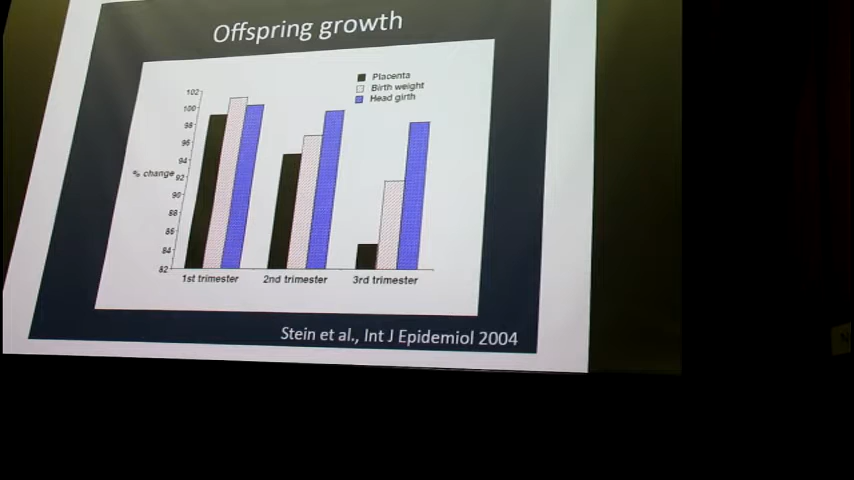 Offspring growth
Placenta
Birth weight
Head girth
102
100
98
96
94
% change
92
90
88
86
84
82
1st trimester
2nd trimester
3rd trimester
Stein et al., Int J Epidemiol 2004